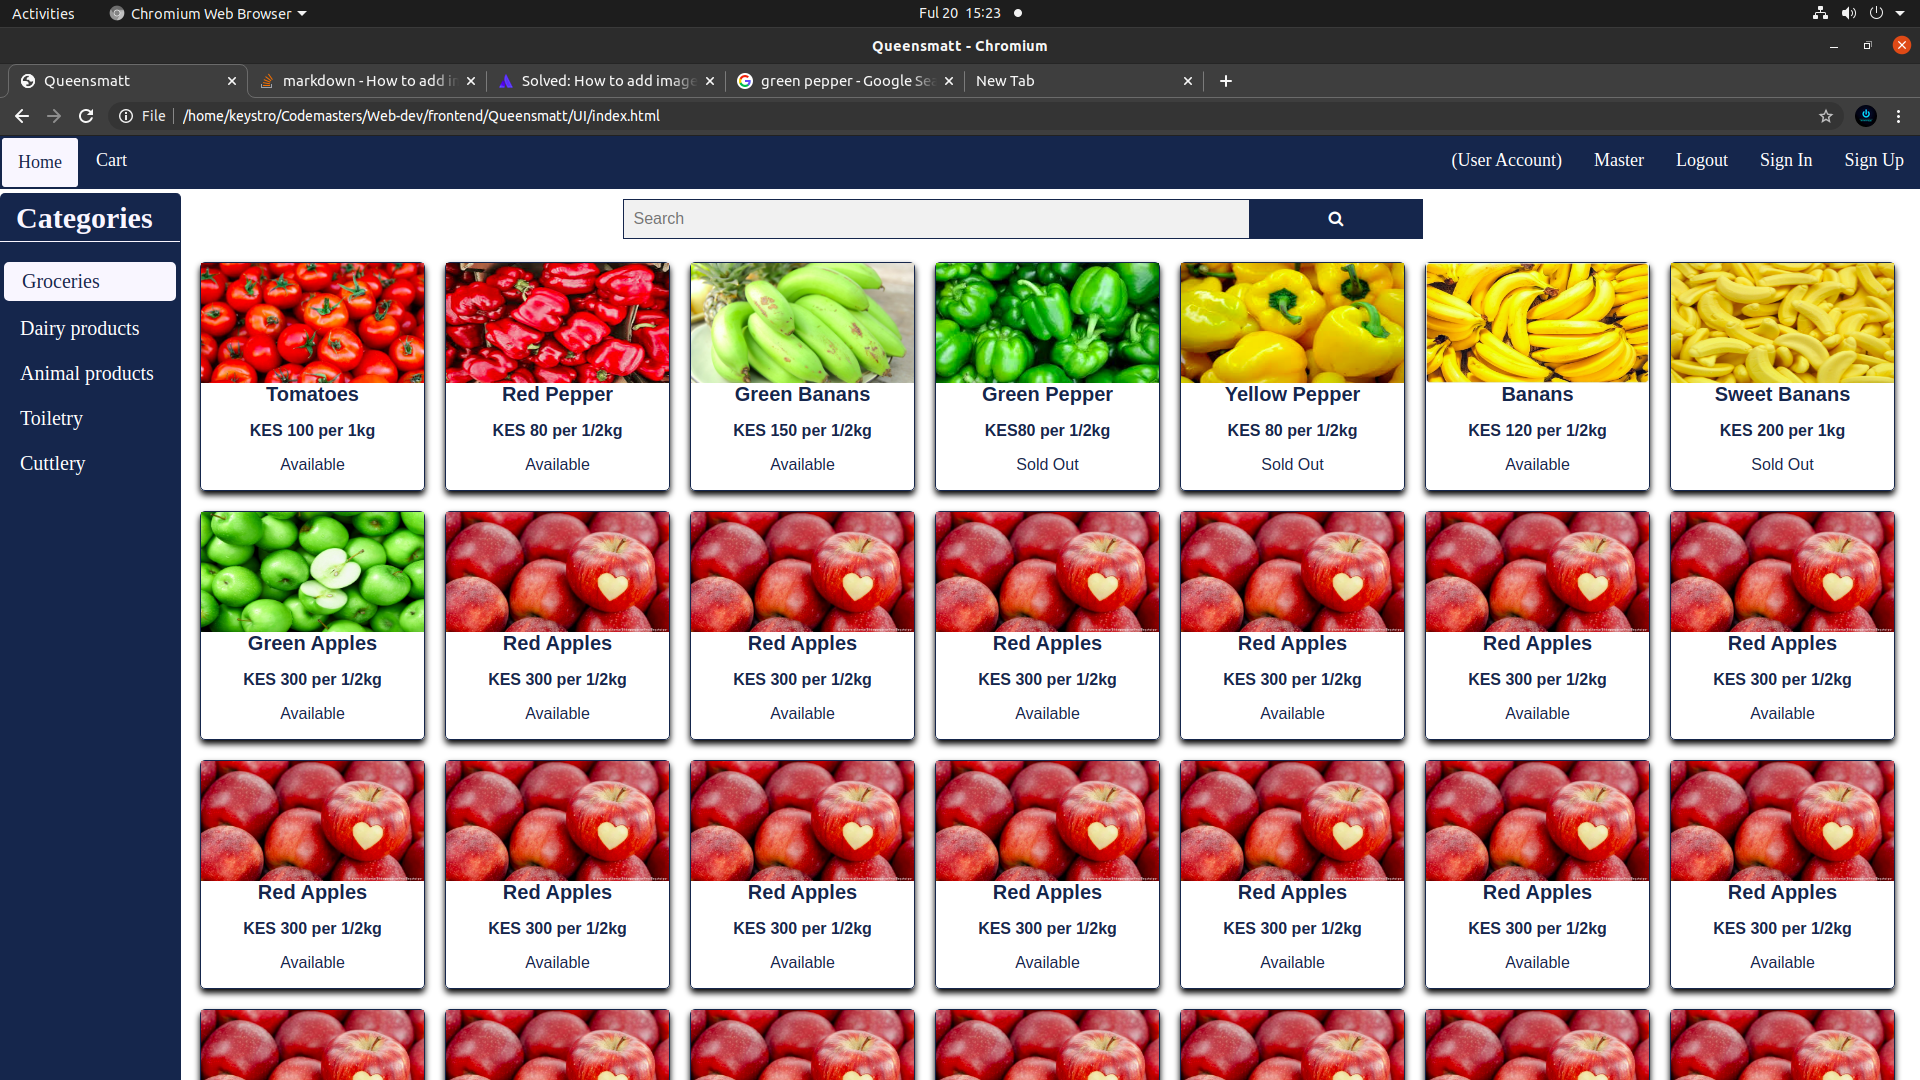 Activities
Chromium Web Browser
Ful 20 15:23
Queensmatt - Chromium
Queensmatt
markdown - How to add
Solved: How to add image
green pepper - Google
New Tab
File
/home/keystro/Codemasters/Web-dev/frontend/Queensmatt/UI/index.html
Home
Cart
(User Account)
Master
Logout
Sign In
Sign Up
Categories
Groceries
Dairy products
Animal products
Toiletry
Cuttlery
Search
Tomatoes
KES 100 per 1kg
Available
Red Pepper
KES 80 per 1/2kg
Available
Green Banans
KES 150 per 1/2kg
Available
Green Pepper
KES80 per 1/2kg
Sold Out
Yellow Pepper
KES 80 per 1/2kg
Sold Out
Banans
KES 120 per 1/2kg
Available
Sweet Banans
KES 200 per 1kg
Sold Out
Green Apples
KES 300 per 1/2kg
Available
Red Apples
KES 300 per 1/2kg
Available
Red Apples
KES 300 per 1/2kg
Available
Red Apples
KES 300 per 1/2kg
Available
Red Apples
KES 300 per 1/2kg
Available
Red Apples
KES 300 per 1/2kg
Available
Red Apples
KES 300 per 1/2kg
Available
Red Apples
KES 300 per 1/2kg
Available
Red Apples
KES 300 per 1/2kg
Available
Red Apples
KES 300 per 1/2kg
Available
Red Apples
KES 300 per 1/2kg
Available
Red Apples
KES 300 per 1/2kg
Available
Red Apples
KES 300 per 1/2kg
Available
Red Apples
KES 300 per 1/2kg
Available